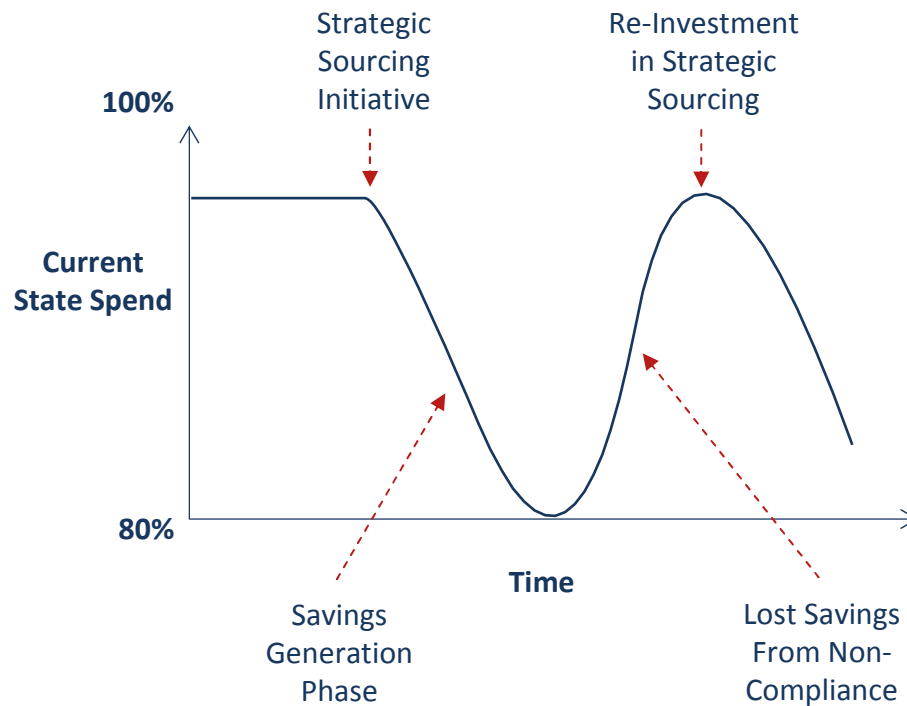 Strategic
Sourcing
Initiative
Re-Investment
in Strategic
Sourcing
100%
Current
State Spend
80%
Time
Savings
Generation
Phase
Lost Savings
From Non-
Compliance